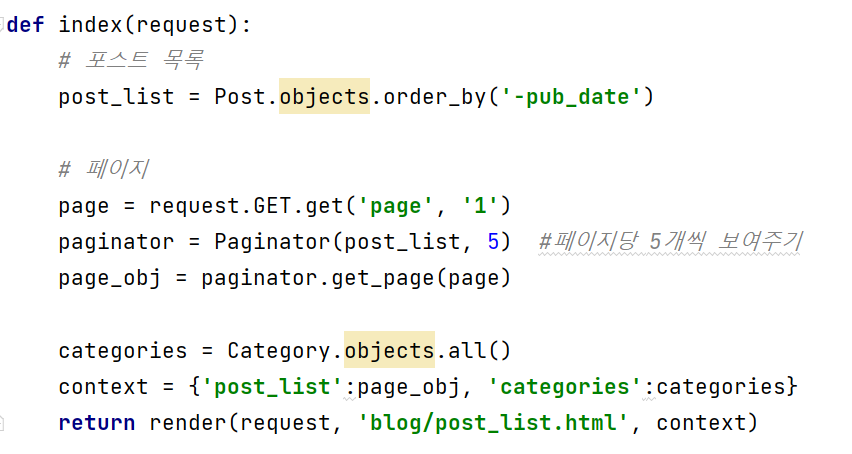 def index(request):
# 포스트 목록
post_list = Post.objects.order_by('-pub_date')
# 페이지
page = request.GET.get('page', '1')
paginator = Paginator(post_list, 5)  #페이지당 5개씩 보여주기
page_obj = paginator.get_page(page)
categories = Category.objects.all()
context = {'post_list':page_obj, 'categories':categories}
return render(request, 'blog/post_list.html', context)